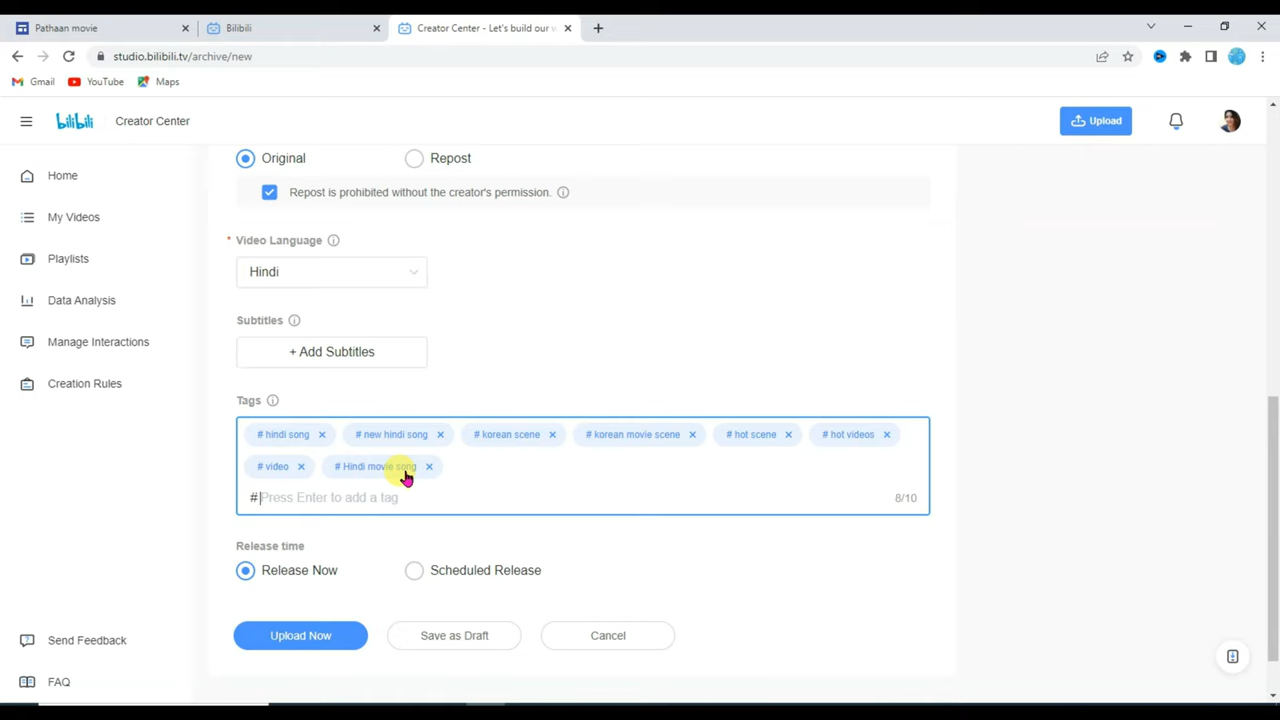 Pathaan movie
Bilibili
Creator Center - Let's build our w
studio.bilibili.tv/archive/new
Gmail YouTube Maps
bilibili Creator Center Upload
Original Repost
Home
Repost is prohibited without the creator's permission.
My Videos
Video Language
Playlists
Hindi
Data Analysis
Subtitles
Manage Interactions
+ Add Subtitles
Creation Rules
Tags
# hindi song # new hindi song # korean scene # korean movie scene # hot scene # hot videos
# video # Hindi movie song
# Press Enter to add a tag 8/10
Release time
Release Now Scheduled Release
Upload Now Save as Draft Cancel
Send Feedback
FAQ